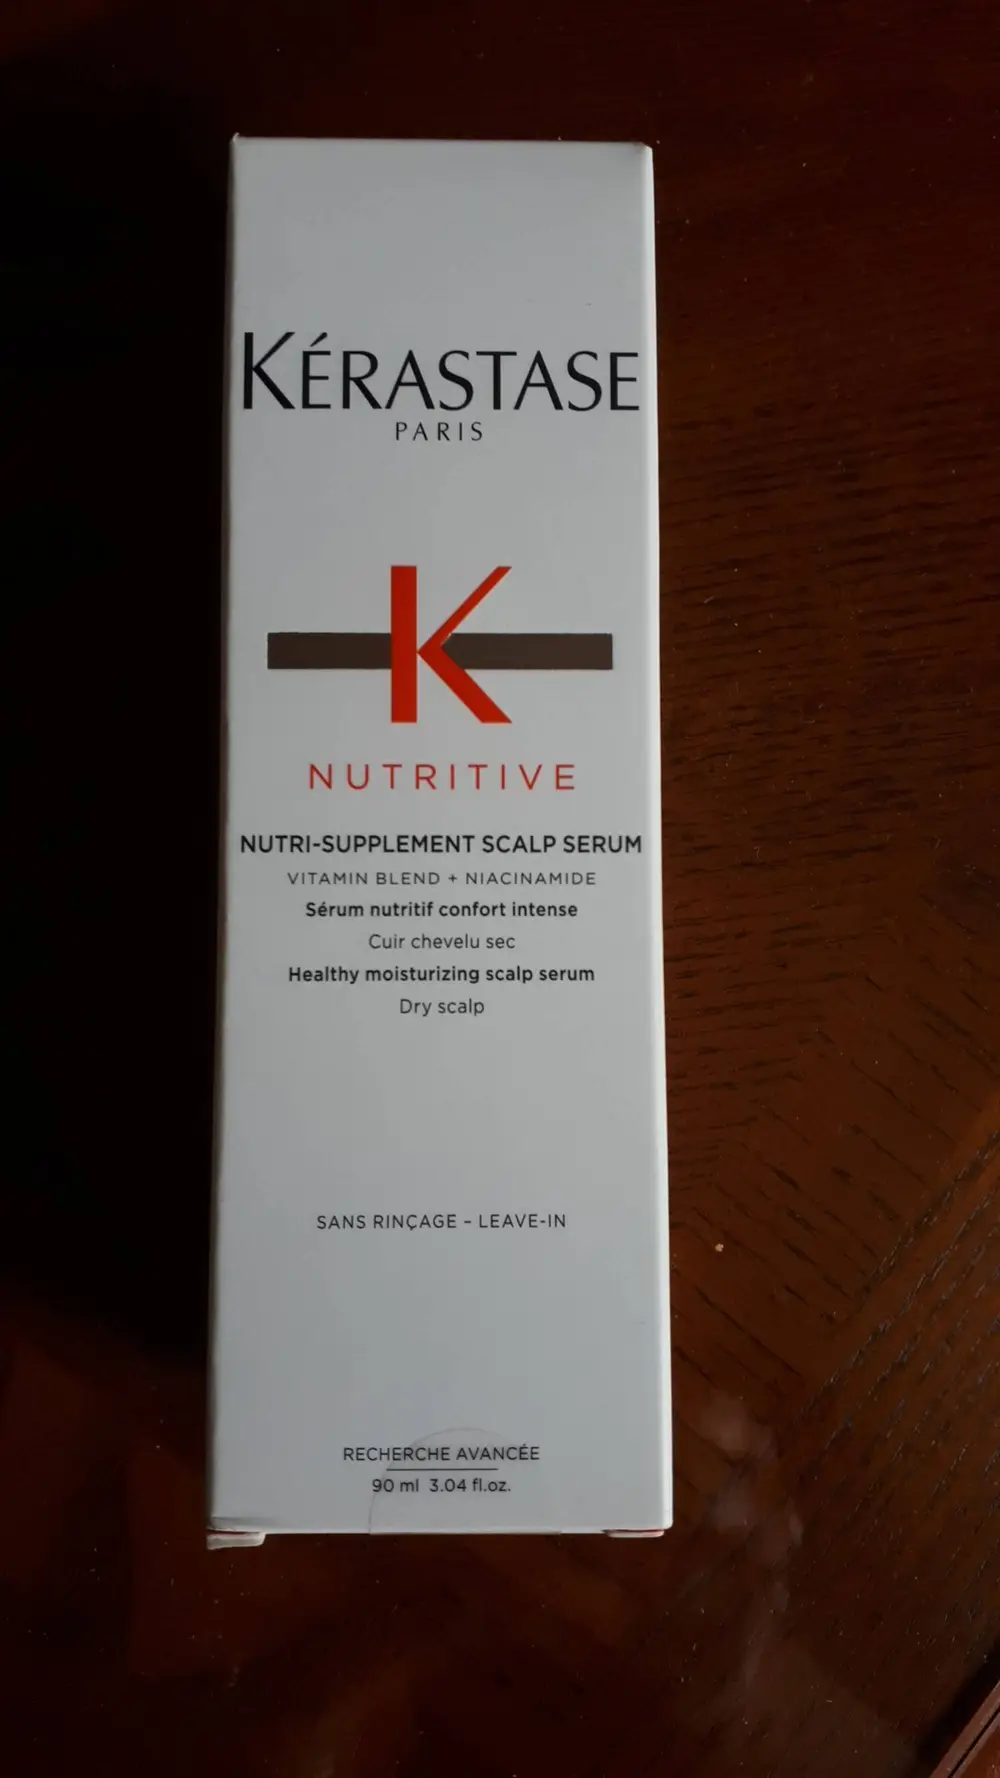 KÉRASTASE
PARIS
K
NUTRITIVE
NUTRI-SUPPLEMENT SCALP SERUM
VITAMIN BLEND + NIACINAMIDE
Sérum nutritif confort intense
Cuir chevelu sec
Healthy moisturizing scalp serum
Dry scalp
SANS RINÇAGE – LEAVE-IN
RECHERCHE AVANCÉE
90 ml 3.04 fl.oz.